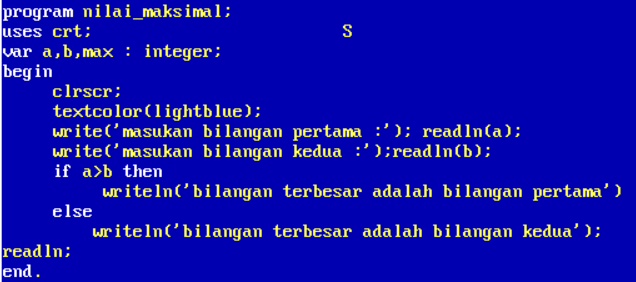 program nilai_maksimal;
uses crt; S
var a,b,max : integer;
begin
clrscr;
textcolor(lightblue);
write('masukan bilangan pertama :'); readln(a);
write('masukan bilangan kedua :');readln(b);
if a>b then
writeln('bilangan terbesar adalah bilangan pertama')
else
writeln('bilangan terbesar adalah bilangan kedua');
readln;
end.